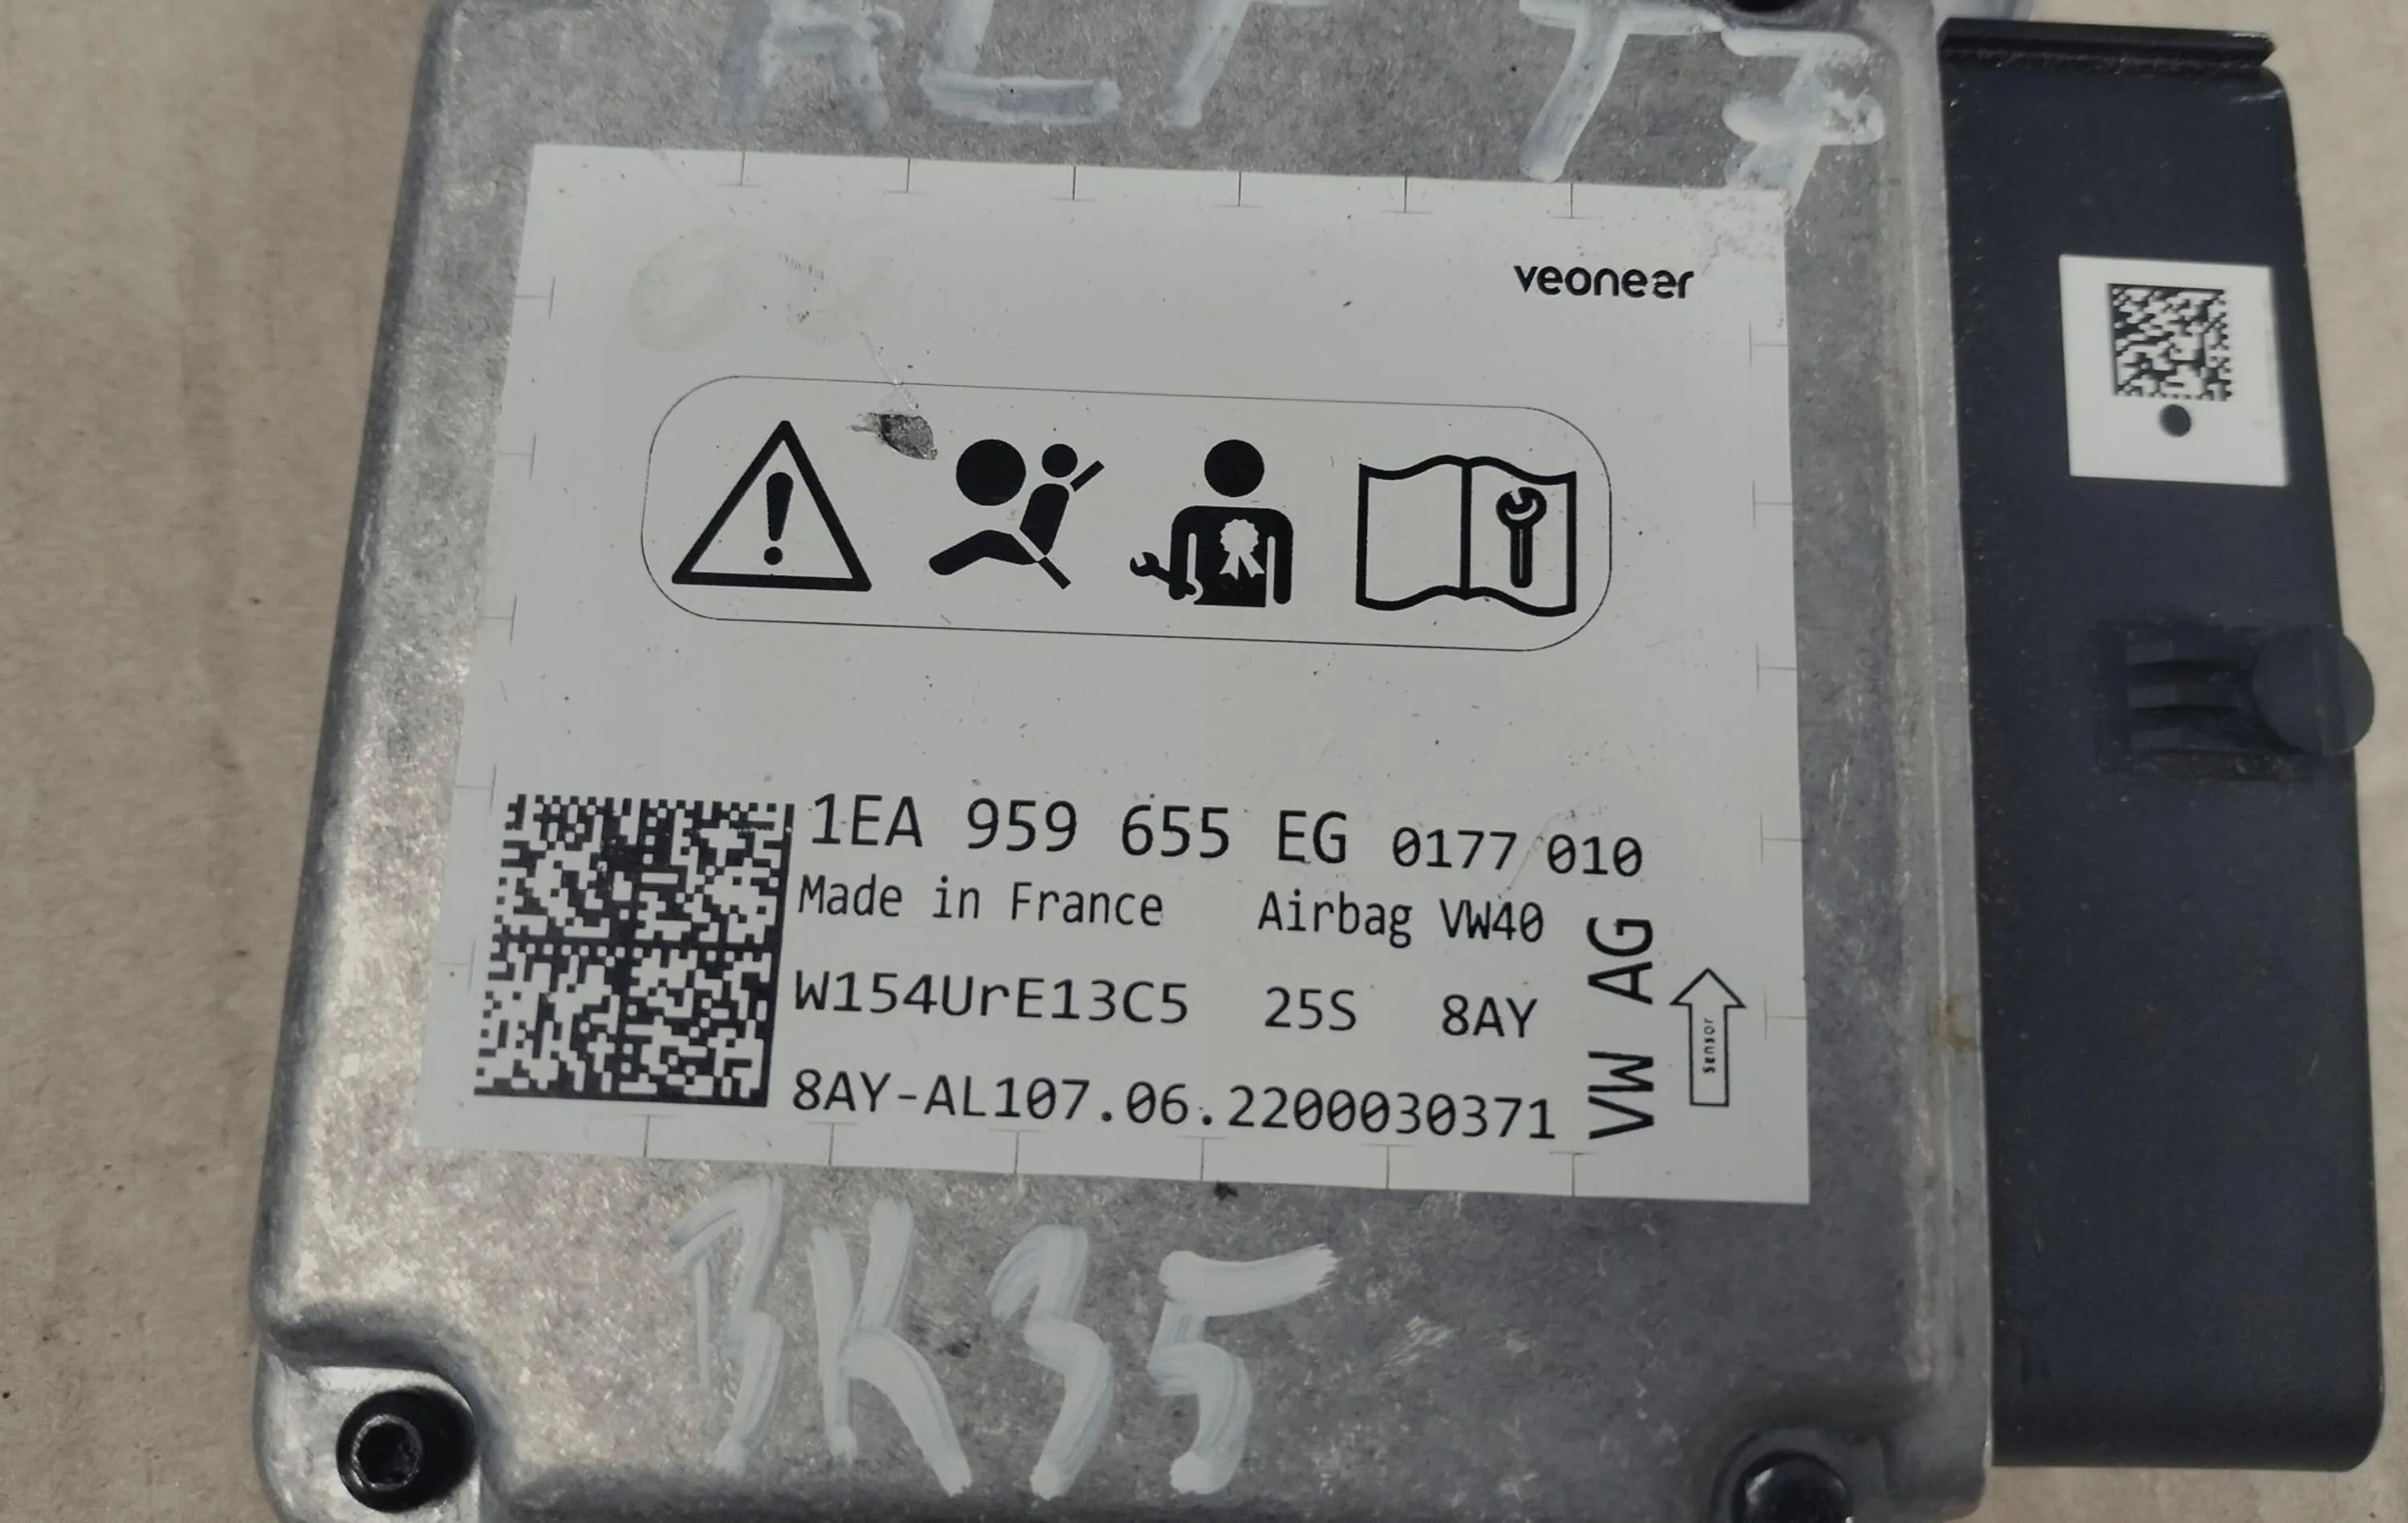 veoneer
1EA 959 655 EG 0177 010
Made in France Airbag VW40
W154UrE13C5 25S 8AY
8AY-AL107.06.2200030371
VW AG
sensor
BK35